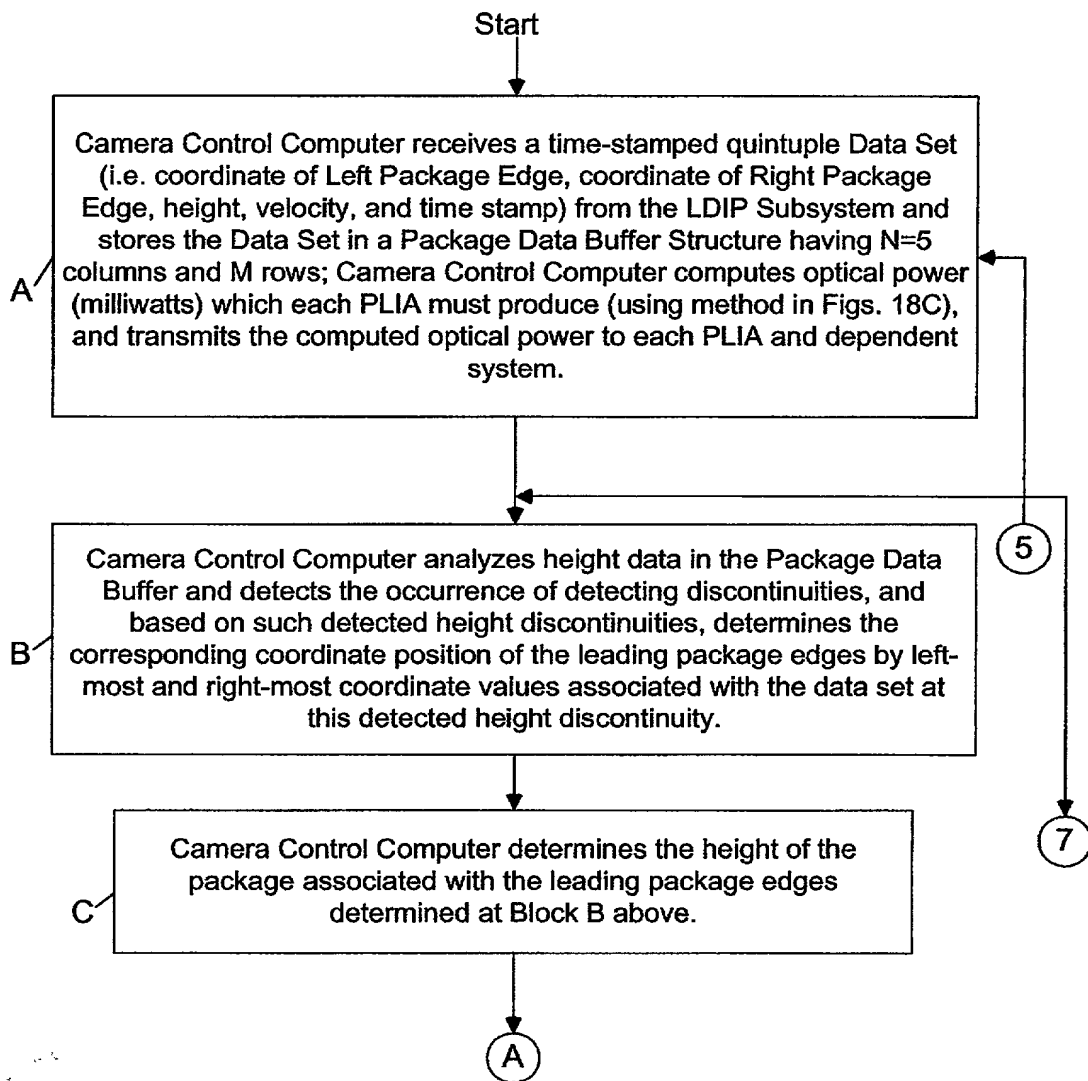 Start
Camera Control Computer receives a time-stamped quintuple Data Set
(i.e. coordinate of Left Package Edge, coordinate of Right Package
Edge, height, velocity, and time stamp) from the LDIP Subsystem and
stores the Data Set in a Package Data Buffer Structure having N=5
columns and M rows; Camera Control Computer computes optical power
(milliwatts) which each PLIA must produce (using method in Figs. 18C),
and transmits the computed optical power to each PLIA and dependent
system.
A
5
Camera Control Computer analyzes height data in the Package Data
Buffer and detects the occurrence of detecting discontinuities, and
based on such detected height discontinuities, determines the
corresponding coordinate position of the leading package edges by left-
most and right-most coordinate values associated with the data set at
this detected height discontinuity.
B
7
Camera Control Computer determines the height of the
package associated with the leading package edges
determined at Block B above.
C
A